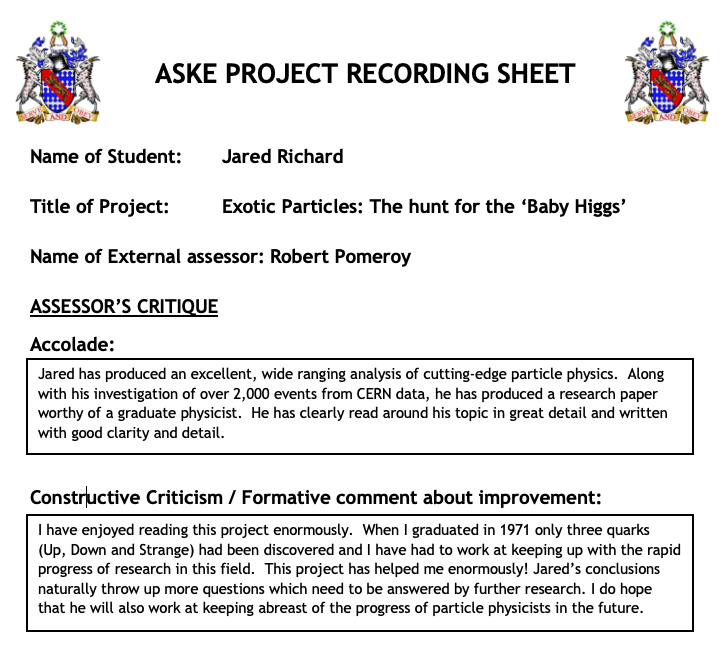 ASKE PROJECT RECORDING SHEET
SERVE AND OBEY
SERVE AND OBEY
Name of Student: Jared Richard
Title of Project: Exotic Particles: The hunt for the ‘Baby Higgs’
Name of External assessor: Robert Pomeroy
ASSESSOR’S CRITIQUE
Accolade:
Jared has produced an excellent, wide ranging analysis of cutting-edge particle physics. Along
with his investigation of over 2,000 events from CERN data, he has produced a research paper
worthy of a graduate physicist. He has clearly read around his topic in great detail and written
with good clarity and detail.
Constructive Criticism / Formative comment about improvement:
I have enjoyed reading this project enormously. When I graduated in 1971 only three quarks
(Up, Down and Strange) had been discovered and I have had to work at keeping up with the rapid
progress of research in this field. This project has helped me enormously! Jared’s conclusions
naturally throw up more questions which need to be answered by further research. I do hope
that he will also work at keeping abreast of the progress of particle physicists in the future.